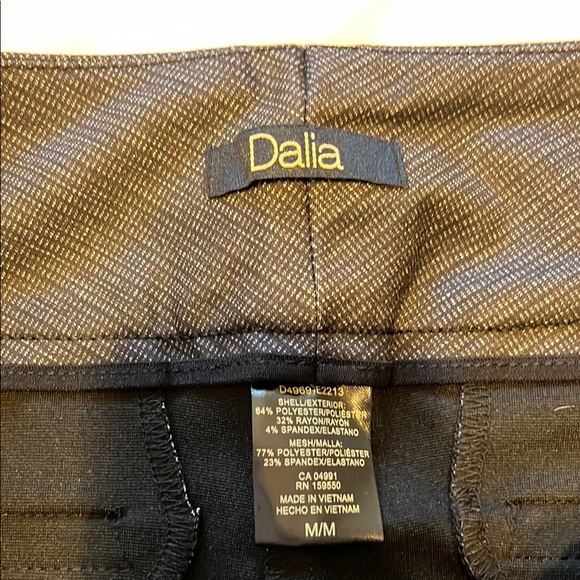 Dalia
D4969-E2213
SHELL/EXTERIOR:
64% POLYESTER/POLIÉSTER
32% RAYON/RAYÓN
4% SPANDEX/ELASTANO
MESH/MALLA:
77% POLYESTER/POLIÉSTER
23% SPANDEX/ELASTANO
CA 04991
RN 159550
MADE IN VIETNAM
HECHO EN VIETNAM
M/M